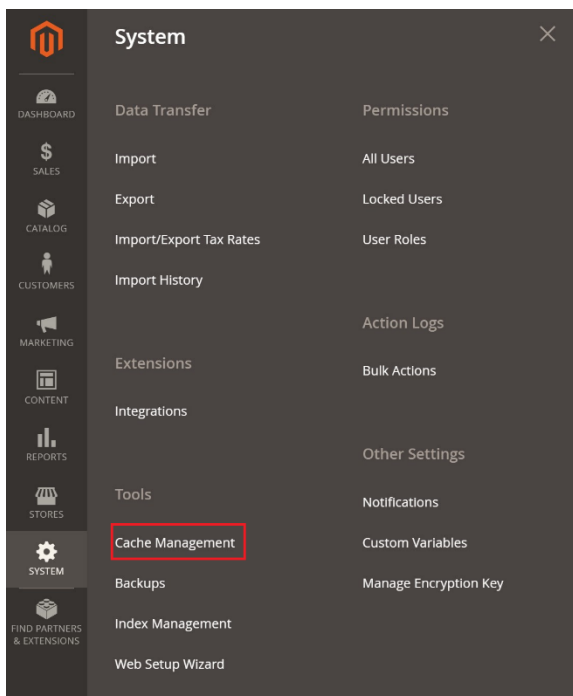 System
DASHBOARD
SALES
CATALOG
CUSTOMERS
MARKETING
CONTENT
REPORTS
STORES
SYSTEM
FIND PARTNERS
& EXTENSIONS
Data Transfer
Import
Export
Import/Export Tax Rates
Import History
Extensions
Integrations
Tools
Cache Management
Backups
Index Management
Web Setup Wizard
Permissions
All Users
Locked Users
User Roles
Action Logs
Bulk Actions
Other Settings
Notifications
Custom Variables
Manage Encryption Key